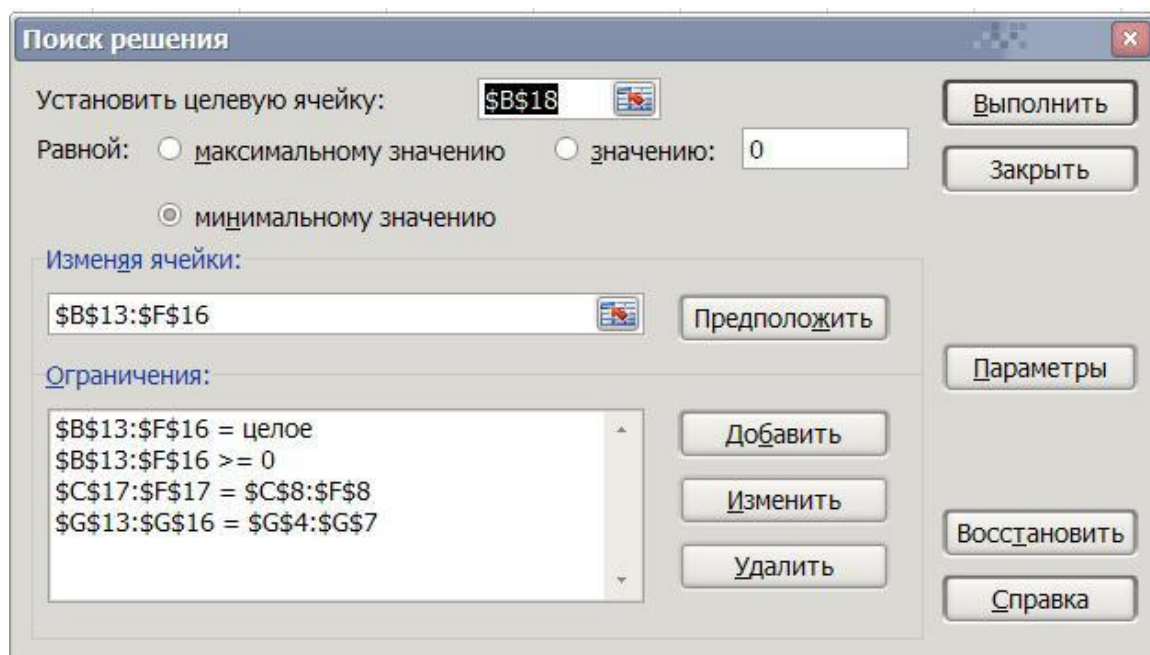 Поиск решения
Установить целевую ячейку: $B$18
Выполнить
Равной: максимальному значению значению: 0
Закрыть
минимальному значению
Изменяя ячейки:
$B$13:$F$16
Предположить
Параметры
Ограничения:
$B$13:$F$16 = целое
$B$13:$F$16 >= 0
$C$17:$F$17 = $C$8:$F$8
$G$13:$G$16 = $G$4:$G$7
Добавить
Изменить
Удалить
Восстановить
Справка